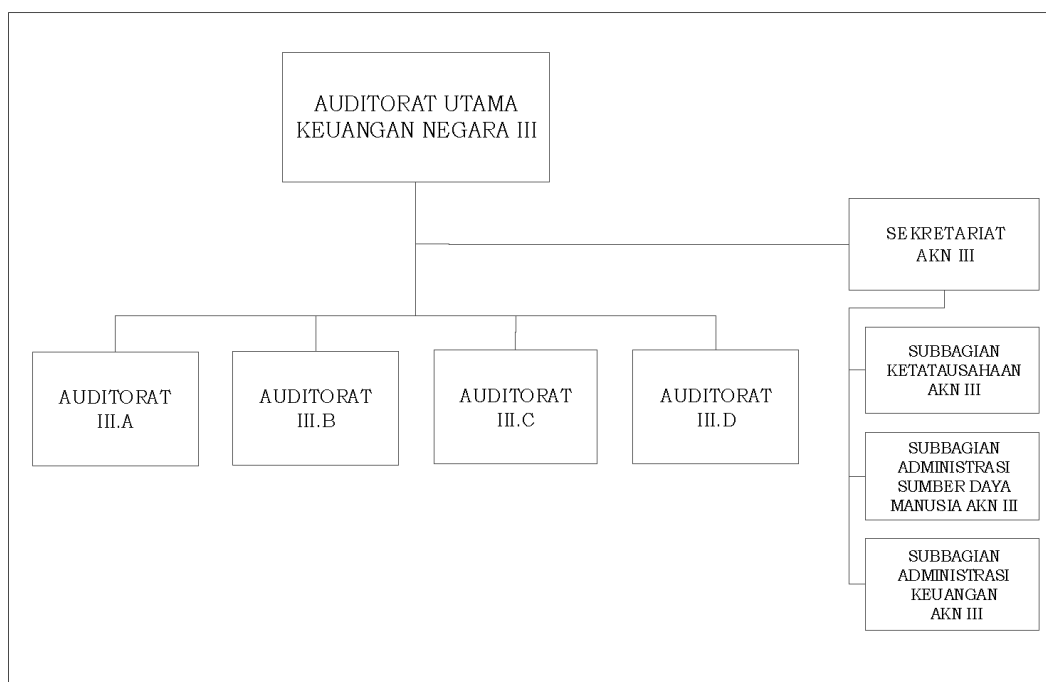 AUDITORAT UTAMA
KEUANGAN NEGARA III
SEKRETARIAT
AKN III
AUDITORAT
III.A
AUDITORAT
III.B
AUDITORAT
III.C
AUDITORAT
III.D
SUBBAGIAN
KETATAUSAHAAN
AKN III
SUBBAGIAN
ADMINISTRASI
SUMBER DAYA
MANUSIA AKN III
SUBBAGIAN
ADMINISTRASI
KEUANGAN
AKN III